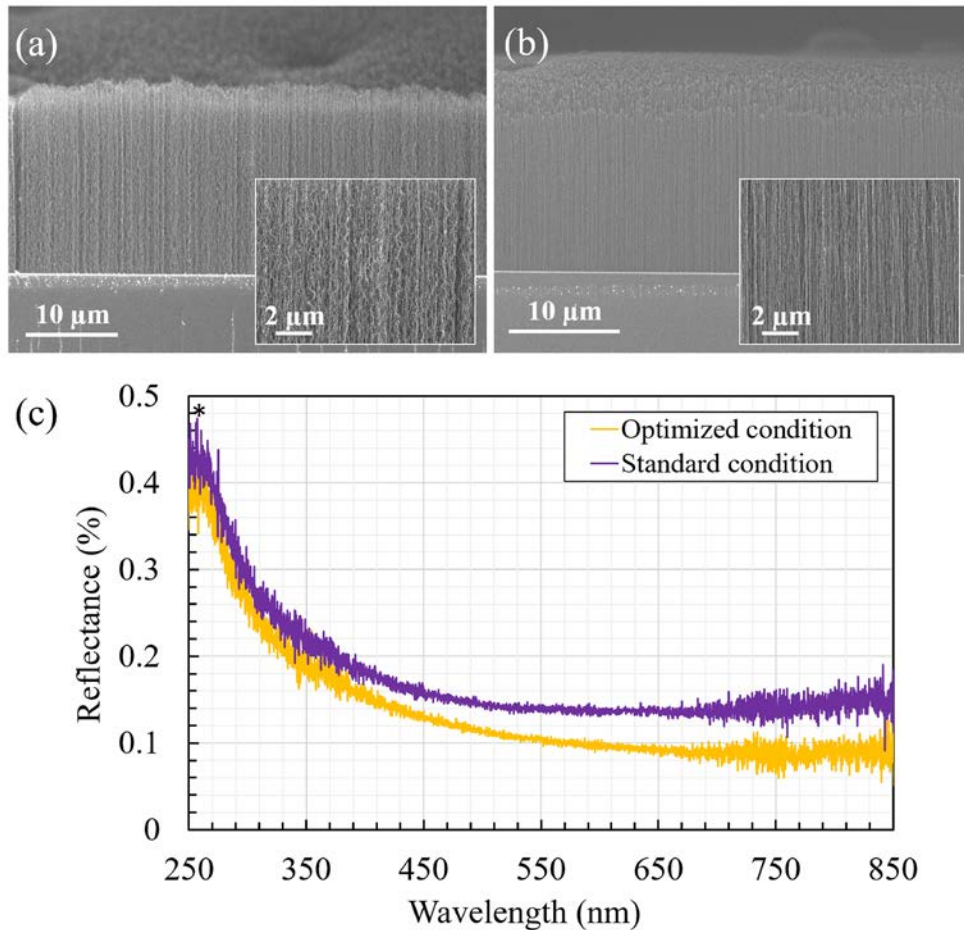 (a)
10 µm
2 µm
(b)
10 µm
2 µm
(c)
Reflectance (%)
0.5
0.4
0.3
0.2
0.1
0
*
Optimized condition
Standard condition
250 350 450 550 650 750 850
Wavelength (nm)